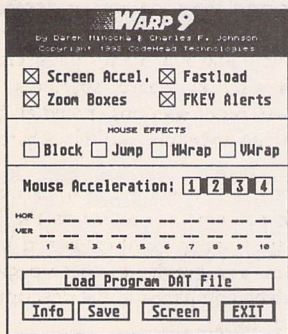 WARP 9
by Darek Mihocka & Charles F. Johnson
Copyright 1992 CodeHead Technologies
Screen Accel. Fastload
Zoom Boxes FKEY Alerts
MOUSE EFFECTS
Block Jump HWrap VWrap
Mouse Acceleration: 1 2 3 4
HOR -- -- -- -- -- -- -- -- -- --
VER -- -- -- -- -- -- -- -- -- --
1 2 3 4 5 6 7 8 9 10
Load Program DAT File
Info Save Screen EXIT